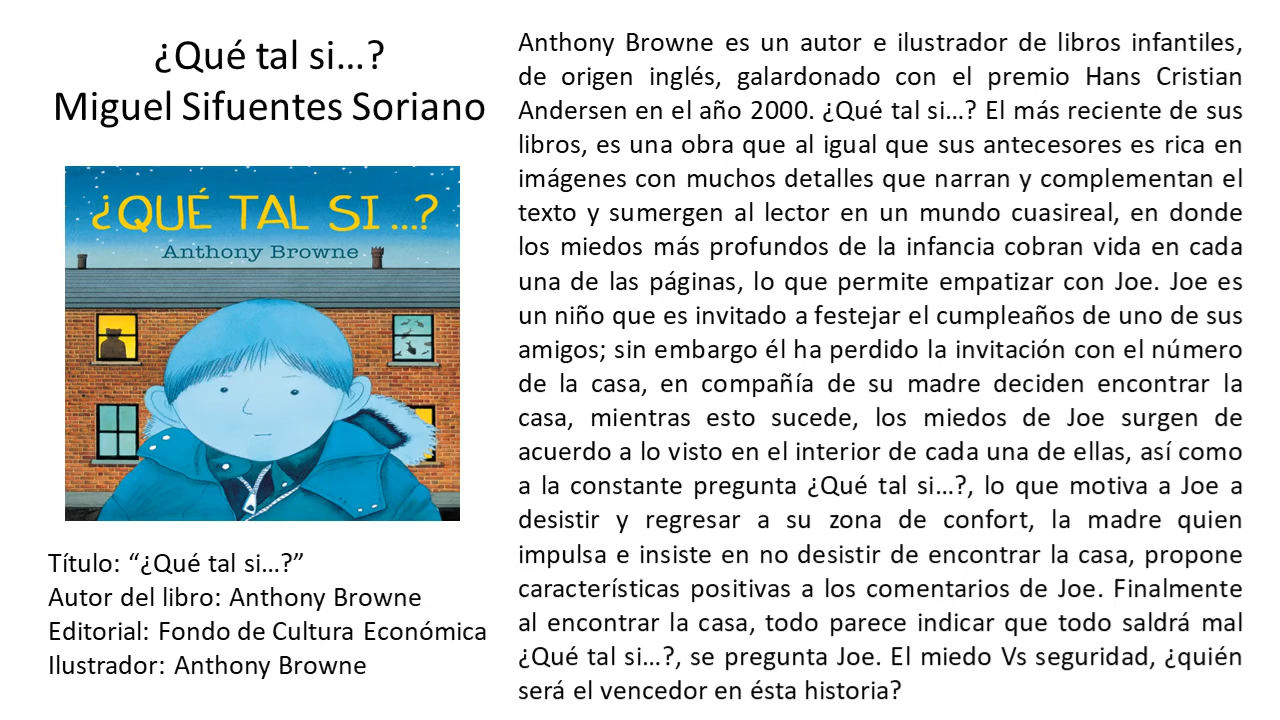 ¿Qué tal si…?
Miguel Sifuentes Soriano
¿QUÉ TAL SI...?
Anthony Browne
Título: “¿Qué tal si…?”
Autor del libro: Anthony Browne
Editorial: Fondo de Cultura Económica
Ilustrador: Anthony Browne
Anthony Browne es un autor e ilustrador de libros infantiles,
de origen inglés, galardonado con el premio Hans Cristian
Andersen en el año 2000. ¿Qué tal si…? El más reciente de sus
libros, es una obra que al igual que sus antecesores es rica en
imágenes con muchos detalles que narran y complementan el
texto y sumergen al lector en un mundo cuasireal, en donde
los miedos más profundos de la infancia cobran vida en cada
una de las páginas, lo que permite empatizar con Joe. Joe es
un niño que es invitado a festejar el cumpleaños de uno de sus
amigos; sin embargo él ha perdido la invitación con el número
de la casa, en compañía de su madre deciden encontrar la
casa, mientras esto sucede, los miedos de Joe surgen de
acuerdo a lo visto en el interior de cada una de ellas, así como
a la constante pregunta ¿Qué tal si…?, lo que motiva a Joe a
desistir y regresar a su zona de confort, la madre quien
impulsa e insiste en no desistir de encontrar la casa, propone
características positivas a los comentarios de Joe. Finalmente
al encontrar la casa, todo parece indicar que todo saldrá mal
¿Qué tal si…?, se pregunta Joe. El miedo Vs seguridad, ¿quién
será el vencedor en ésta historia?